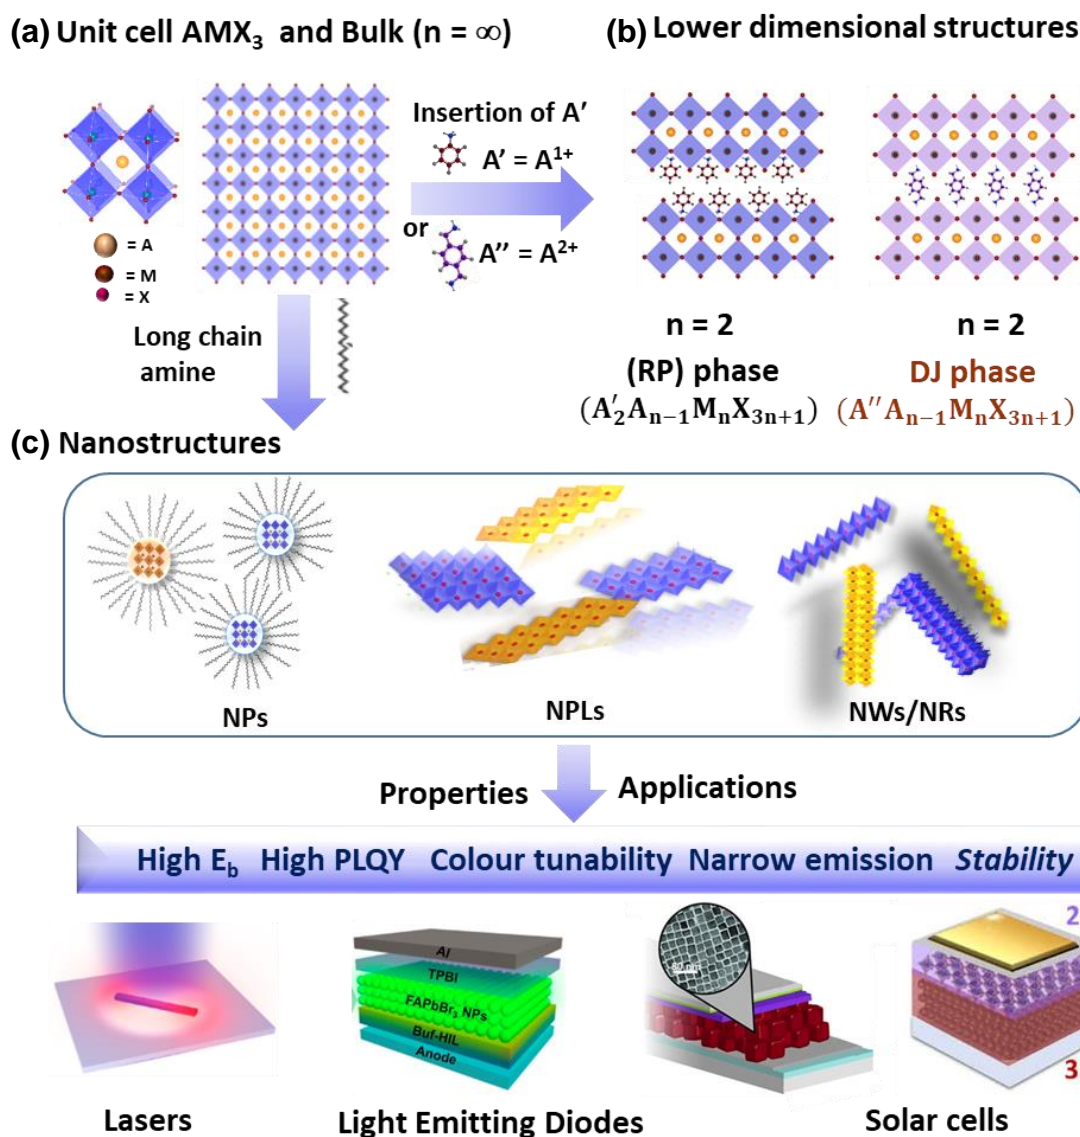 (a) Unit cell AMX₃ and Bulk (n = ∞)
(b) Lower dimensional structures
Insertion of A′
A′ = A¹⁺
or
A′′ = A²⁺
= A
= M
= X
Long chain
amine
n = 2
(RP) phase
(A′₂Aₙ₋₁MₙX₃ₙ₊₁)
n = 2
DJ phase
(A′′Aₙ₋₁MₙX₃ₙ₊₁)
(c) Nanostructures
NPs
NPLs
NWs/NRs
Properties
Applications
High E_b High PLQY Colour tunability Narrow emission Stability
Al
TPBI
FAPbBr₃ NPs
Buf-HIL
Anode
nm
2
3
Lasers
Light Emitting Diodes
Solar cells